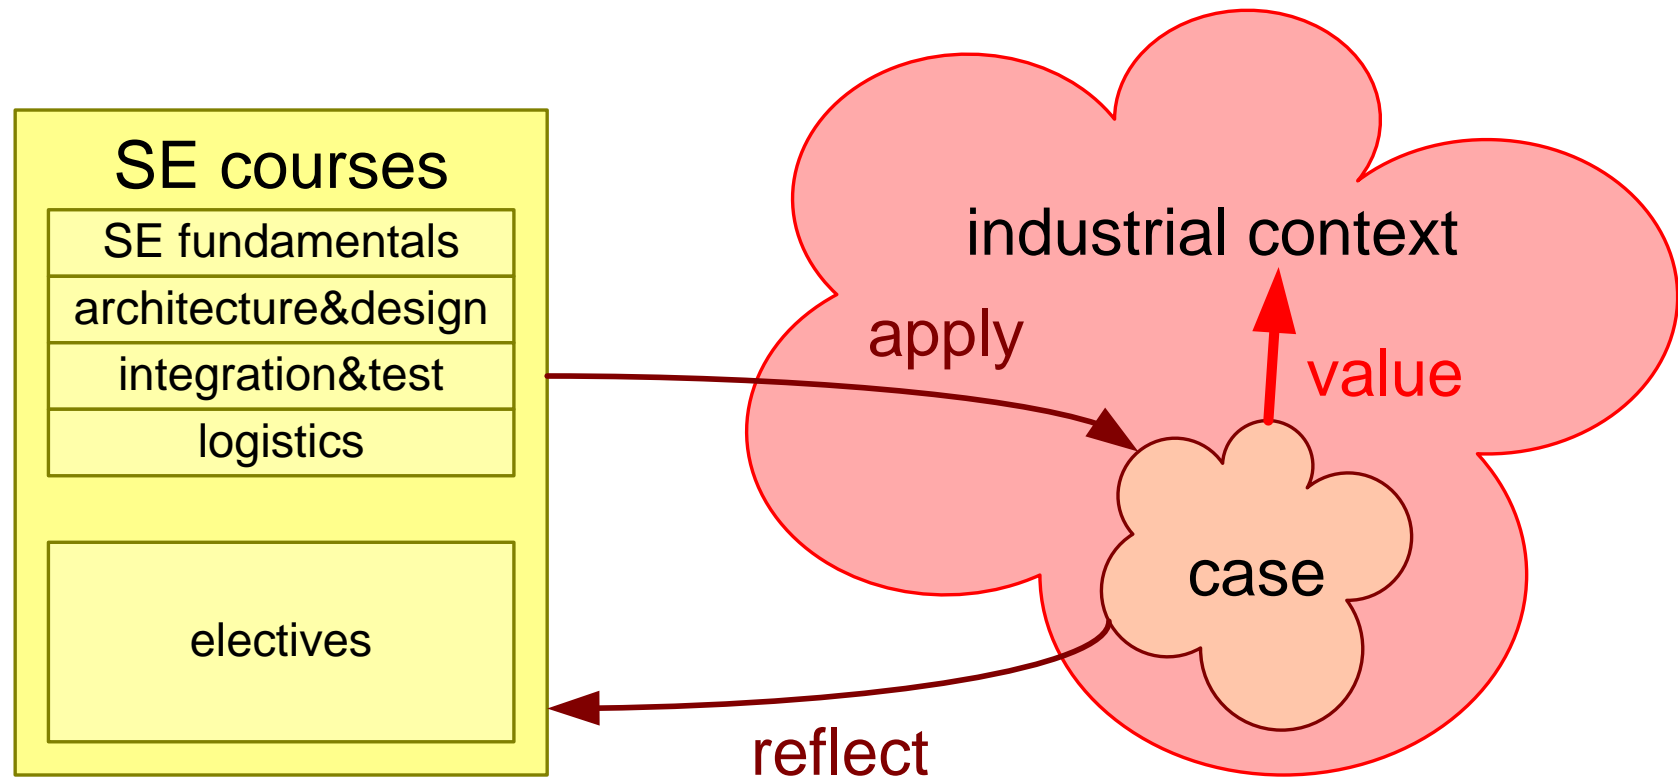 SE courses
SE fundamentals
architecture&design
integration&test
logistics
electives
industrial context
apply
value
case
reflect